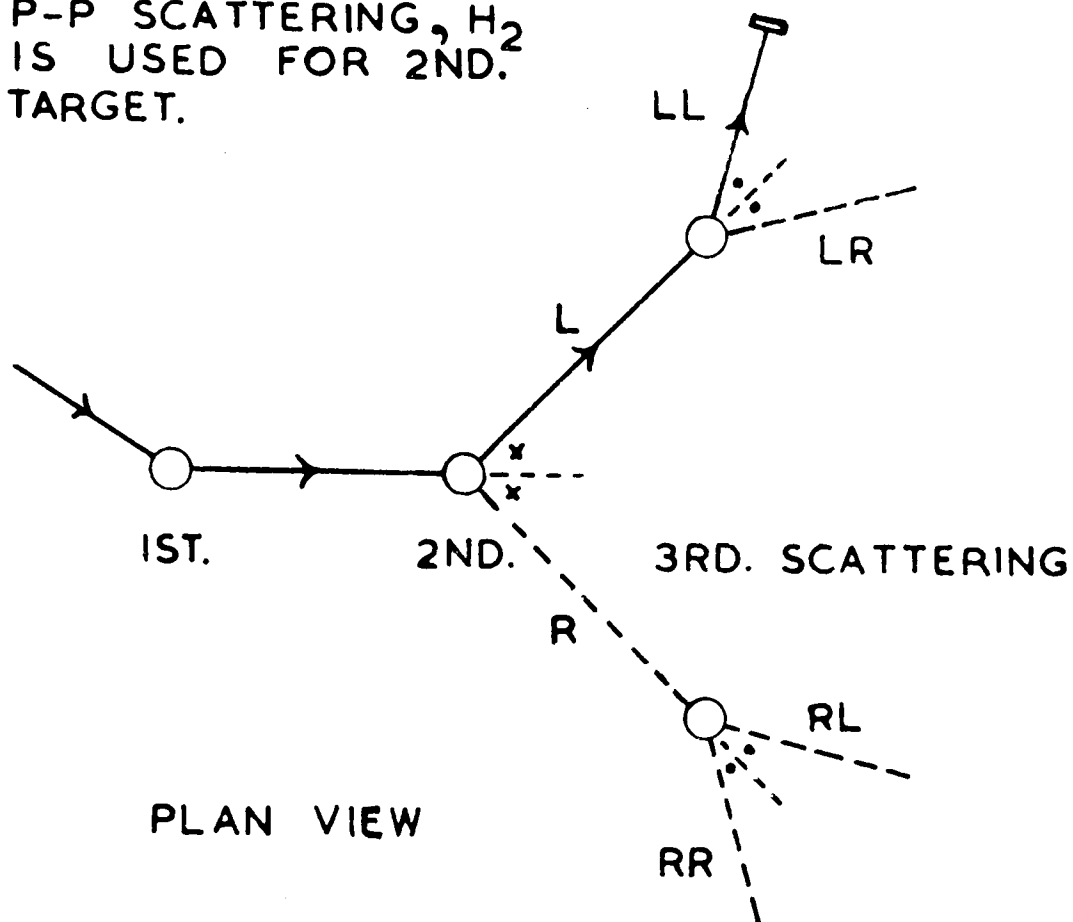 P-P SCATTERING, H2
IS USED FOR 2ND.
TARGET.
LL
LR
L
x
x
1ST.
2ND.
3RD. SCATTERING
R
RL
PLAN VIEW
RR